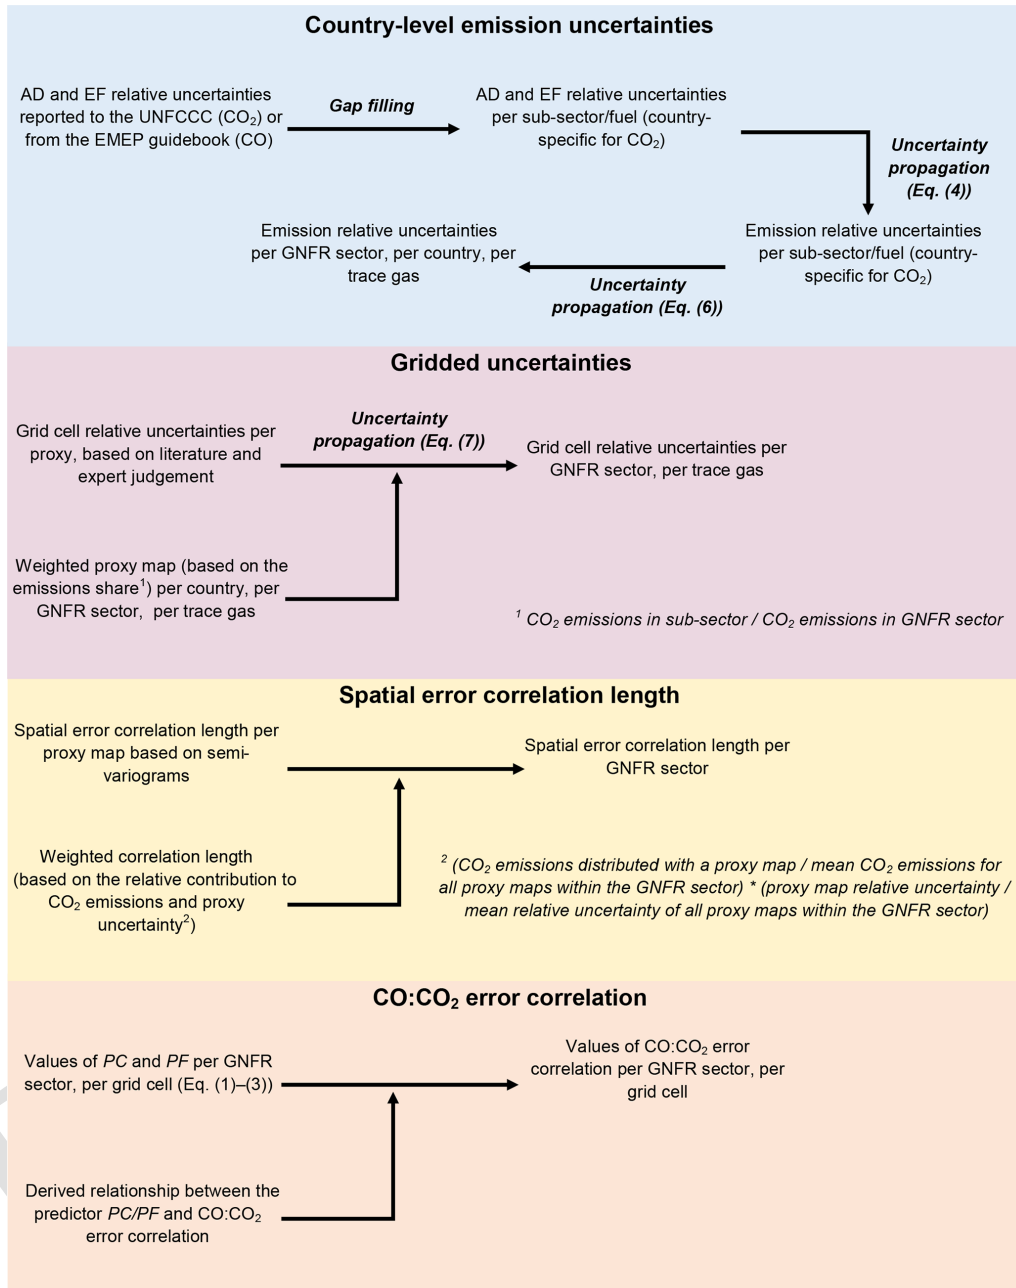 Country-level emission uncertainties
AD and EF relative uncertainties
reported to the UNFCCC (CO₂) or
from the EMEP guidebook (CO)
Gap filling
AD and EF relative uncertainties
per sub-sector/fuel (country-
specific for CO₂)
Uncertainty
propagation
(Eq. (4))
Emission relative uncertainties
per sub-sector/fuel (country-
specific for CO₂)
Uncertainty
propagation (Eq. (6))
Emission relative uncertainties
per GNFR sector, per country, per
trace gas
Gridded uncertainties
Grid cell relative uncertainties per
proxy, based on literature and
expert judgement
Uncertainty
propagation (Eq. (7))
Grid cell relative uncertainties per
GNFR sector, per trace gas
Weighted proxy map (based on the
emissions share¹) per country, per
GNFR sector, per trace gas
¹ CO₂ emissions in sub-sector / CO₂ emissions in GNFR sector
Spatial error correlation length
Spatial error correlation length per
proxy map based on semi-
variograms
Spatial error correlation length per
GNFR sector
Weighted correlation length
(based on the relative contribution to
CO₂ emissions and proxy
uncertainty²)
² (CO₂ emissions distributed with a proxy map / mean CO₂ emissions for
all proxy maps within the GNFR sector) * (proxy map relative uncertainty /
mean relative uncertainty of all proxy maps within the GNFR sector)
CO:CO₂ error correlation
Values of PC and PF per GNFR
sector, per grid cell (Eq. (1)–(3))
Values of CO:CO₂ error
correlation per GNFR sector, per
grid cell
Derived relationship between the
predictor PC/PF and CO:CO₂
error correlation